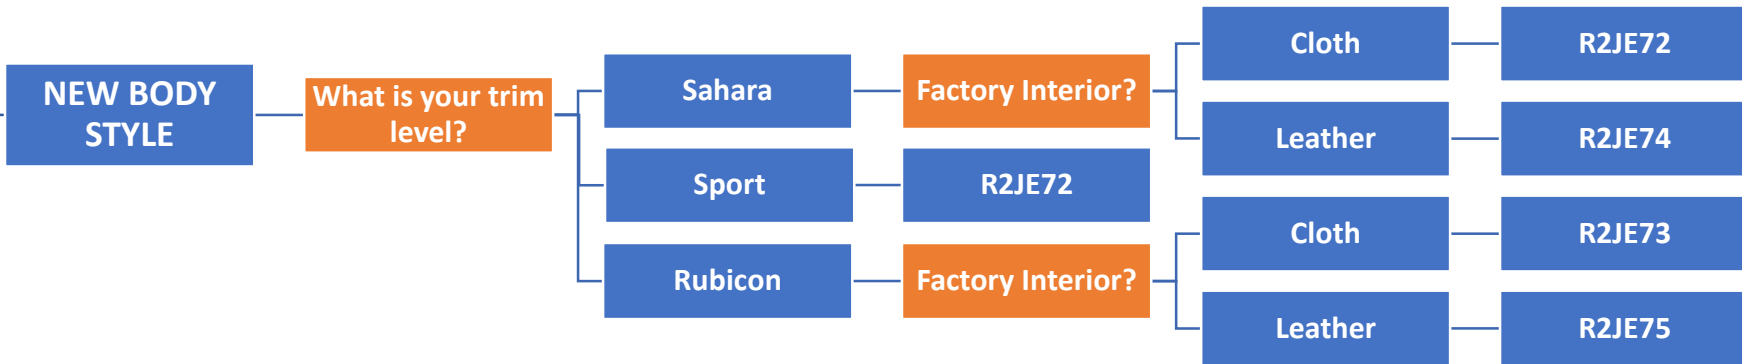 NEW BODY
STYLE
What is your trim
level?
Sahara
Factory Interior?
Cloth
R2JE72
Leather
R2JE74
Sport
R2JE72
Rubicon
Factory Interior?
Cloth
R2JE73
Leather
R2JE75